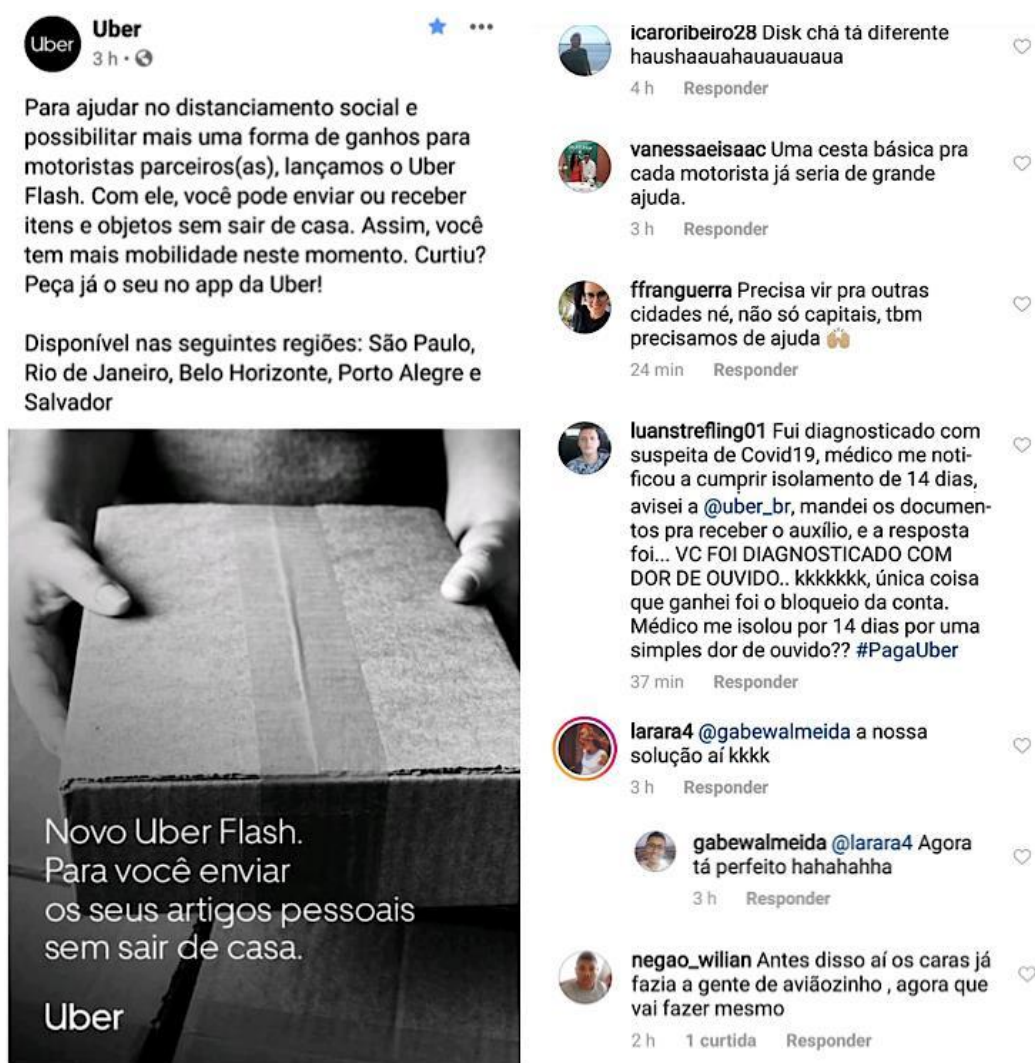 Uber
Uber
3 h •
Para ajudar no distanciamento social e
possibilitar mais uma forma de ganhos para
motoristas parceiros(as), lançamos o Uber
Flash. Com ele, você pode enviar ou receber
itens e objetos sem sair de casa. Assim, você
tem mais mobilidade neste momento. Curtiu?
Peça já o seu no app da Uber!
Disponível nas seguintes regiões: São Paulo,
Rio de Janeiro, Belo Horizonte, Porto Alegre e
Salvador
Novo Uber Flash.
Para você enviar
os seus artigos pessoais
sem sair de casa.
Uber
icaroribeiro28 Disk chá tá diferente
haushaauahauauauaua
4 h Responder
vanessaeisaac Uma cesta básica pra
cada motorista já seria de grande
ajuda.
3 h Responder
ffranguerra Precisa vir pra outras
cidades né, não só capitais, tbm
precisamos de ajuda 🙌🏼
24 min Responder
luanstrefling01 Fui diagnosticado com
suspeita de Covid19, médico me noti-
ficou a cumprir isolamento de 14 dias,
avisei a @uber_br, mandei os documen-
tos pra receber o auxílio, e a resposta
foi... VC FOI DIAGNOSTICADO COM
DOR DE OUVIDO.. kkkkkkk, única coisa
que ganhei foi o bloqueio da conta.
Médico me isolou por 14 dias por uma
simples dor de ouvido?? #PagaUber
37 min Responder
larara4 @gabewalmeida a nossa
solução aí kkkk
3 h Responder
gabewalmeida @larara4 Agora
tá perfeito hahahahha
3 h Responder
negao_wilian Antes disso aí os caras já
fazia a gente de aviãozinho , agora que
vai fazer mesmo
2 h 1 curtida Responder